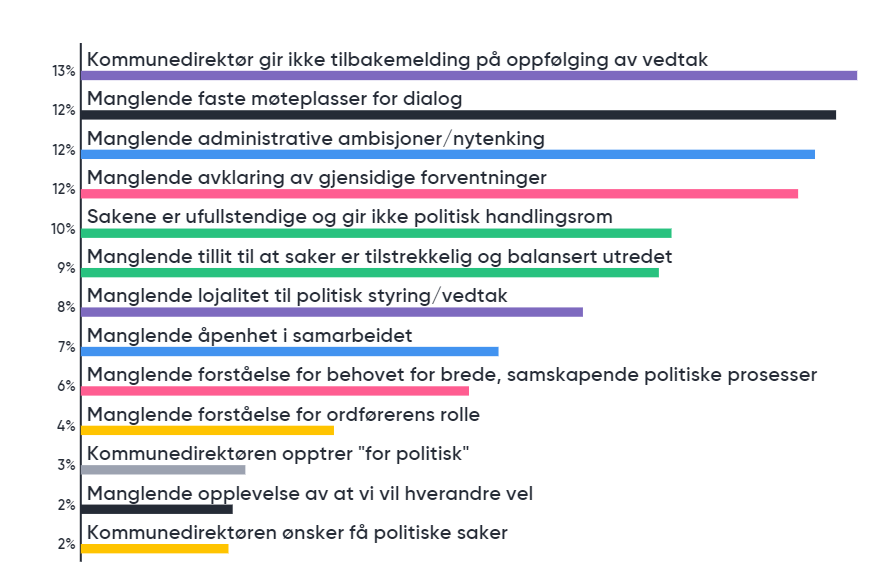 Kommunedirektør gir ikke tilbakemelding på oppfølging av vedtak
13%
Manglende faste møteplasser for dialog
12%
Manglende administrative ambisjoner/nytenking
12%
Manglende avklaring av gjensidige forventninger
12%
Sakene er ufullstendige og gir ikke politisk handlingsrom
10%
Manglende tillit til at saker er tilstrekkelig og balansert utredet
9%
Manglende lojalitet til politisk styring/vedtak
8%
Manglende åpenhet i samarbeidet
7%
Manglende forståelse for behovet for brede, samskapende politiske prosesser
6%
Manglende forståelse for ordførerens rolle
4%
Kommunedirektøren opptrer "for politisk"
3%
Manglende opplevelse av at vi vil hverandre vel
2%
Kommunedirektøren ønsker få politiske saker
2%